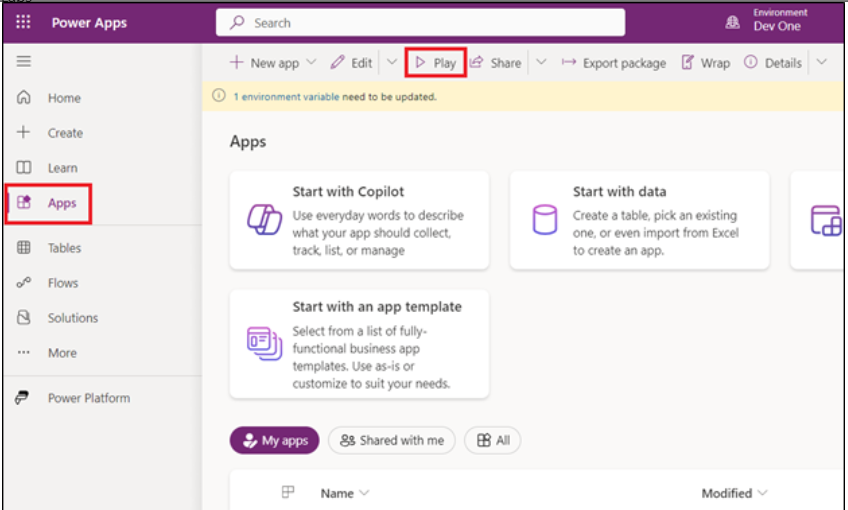 Power Apps
Search
Environment
Dev One
New app
Edit
Play
Share
Export package
Wrap
Details
1 environment variable need to be updated.
Home
Create
Learn
Apps
Tables
Flows
Solutions
More
Power Platform
Apps
Start with Copilot
Use everyday words to describe
what your app should collect,
track, list, or manage
Start with data
Create a table, pick an existing
one, or even import from Excel
to create an app.
Start with an app template
Select from a list of fully-
functional business app
templates. Use as-is or
customize to suit your needs.
My apps
Shared with me
All
Name
Modified